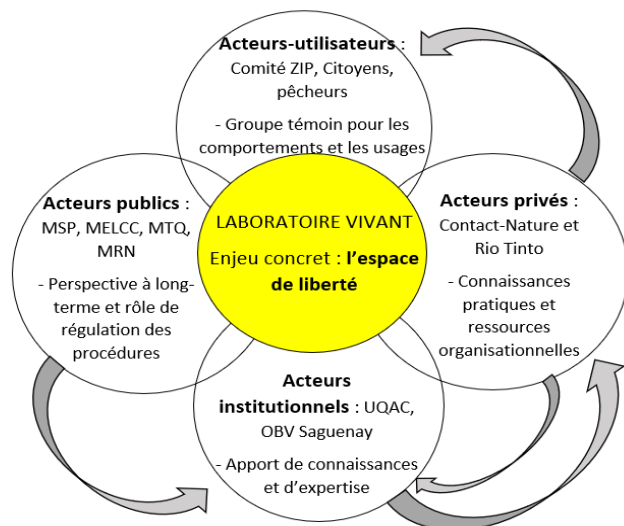 Acteurs-utilisateurs :
Comité ZIP, Citoyens,
pêcheurs
- Groupe témoin pour les
comportements et les usages
Acteurs publics :
MSP, MELCC, MTQ,
MRN
- Perspective à long-
terme et rôle de
régulation des
procédures
LABORATOIRE VIVANT
Enjeu concret : l’espace
de liberté
Acteurs privés :
Contact-Nature et
Rio Tinto
- Connaissances
pratiques et
ressources
organisationnelles
Acteurs
institutionnels : UQAC,
OBV Saguenay
- Apport de connaissances
et d’expertise